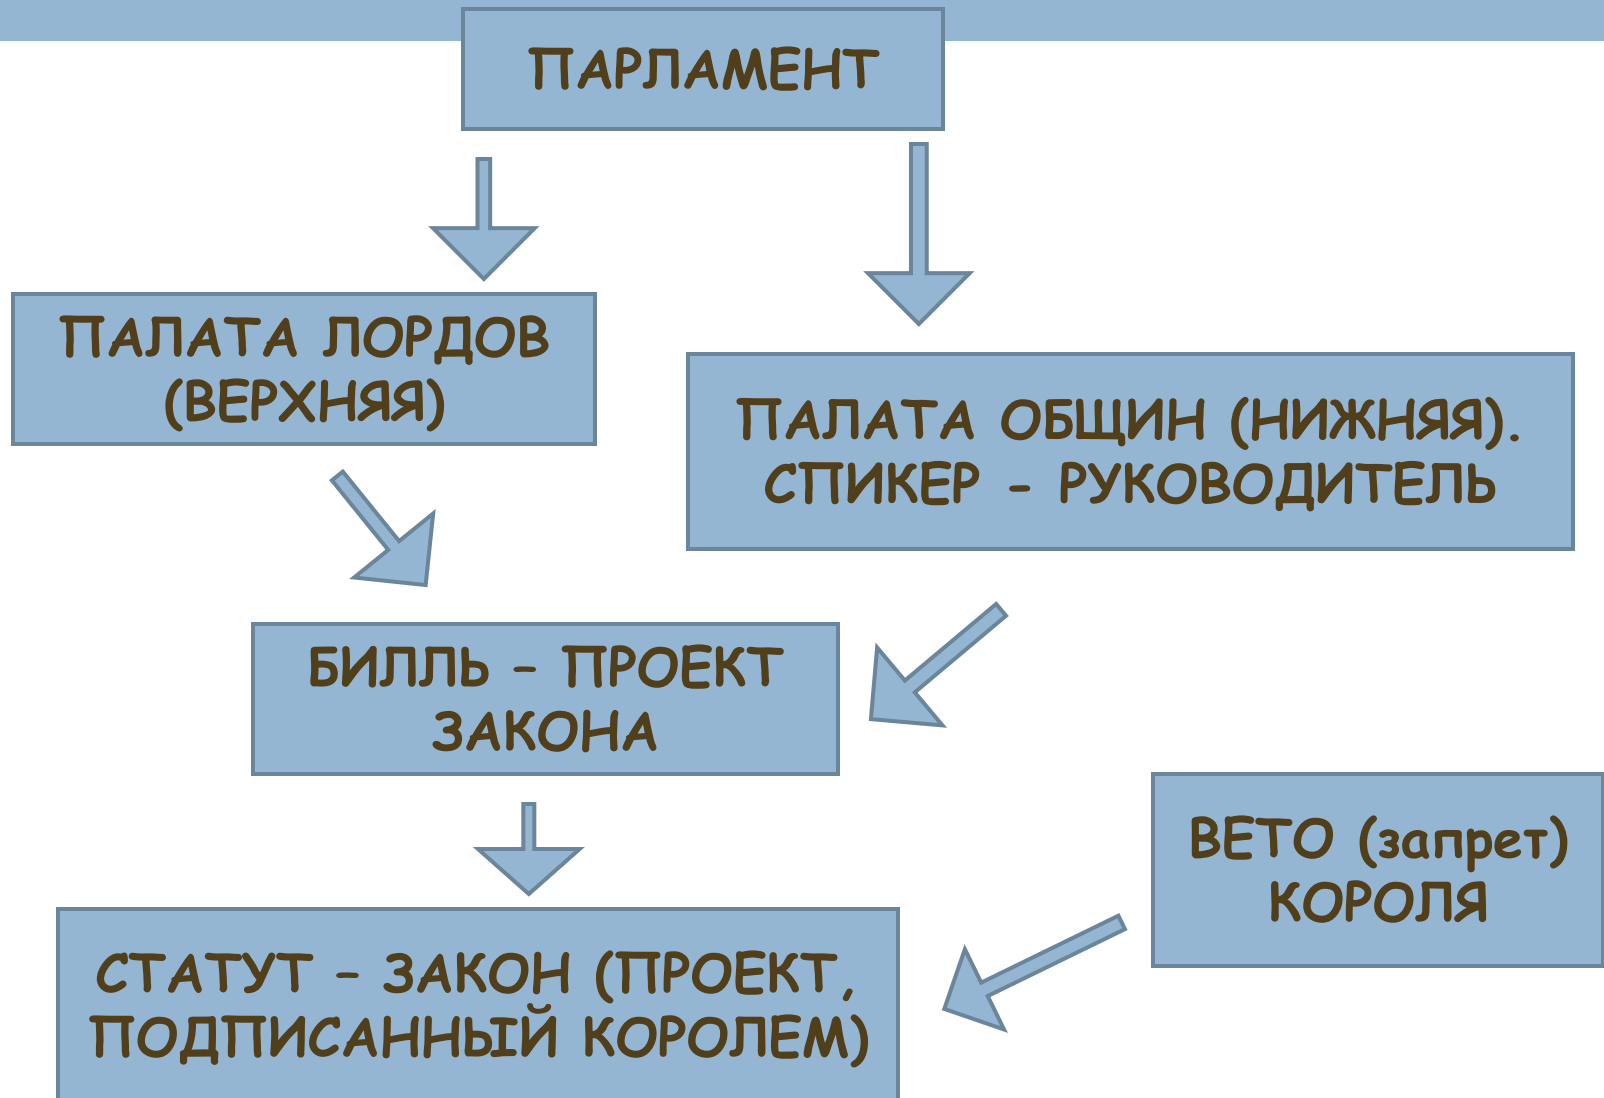 ПАРЛАМЕНТ
ПАЛАТА ЛОРДОВ
(ВЕРХНЯЯ)
ПАЛАТА ОБЩИН (НИЖНЯЯ).
СПИКЕР - РУКОВОДИТЕЛЬ
БИЛЛЬ – ПРОЕКТ
ЗАКОНА
ВЕТО (запрет)
КОРОЛЯ
СТАТУТ – ЗАКОН (ПРОЕКТ,
ПОДПИСАННЫЙ КОРОЛЕМ)